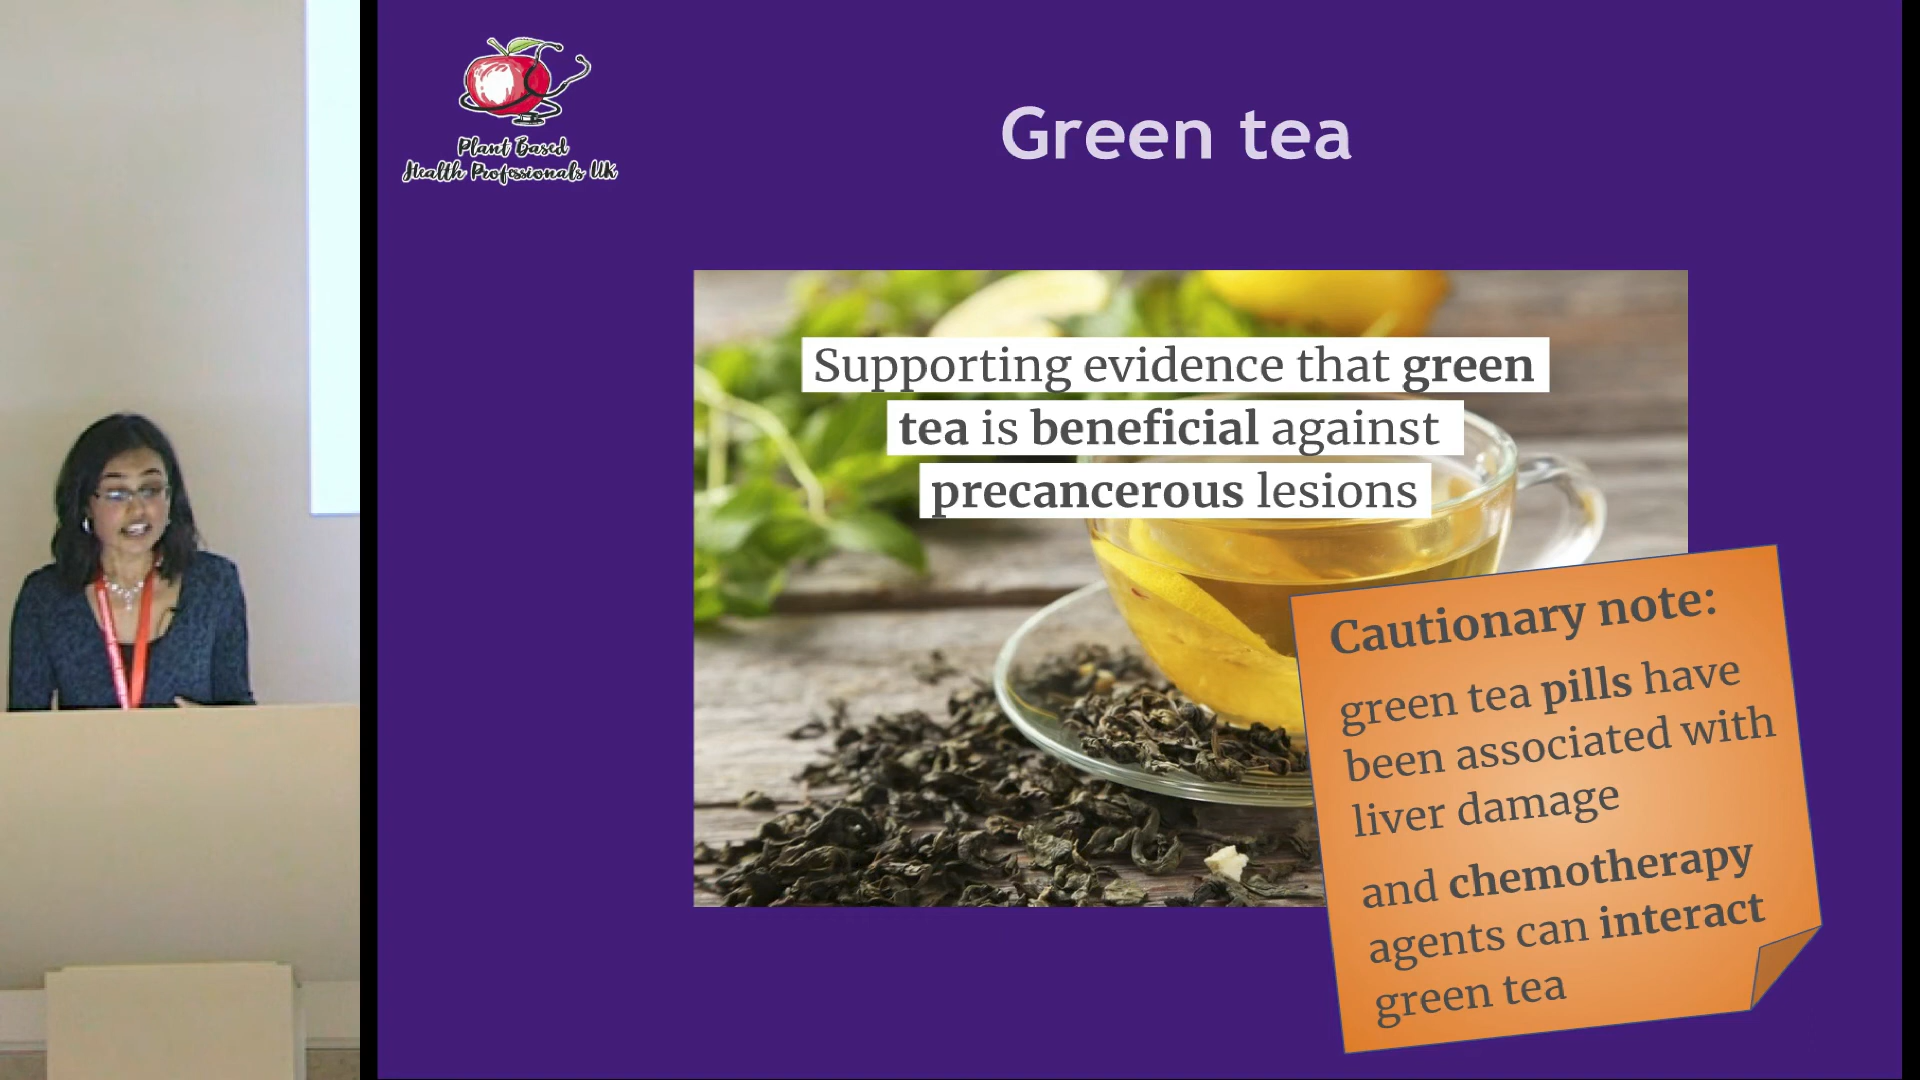 Plant Based
Health Professionals UK
Green tea
Supporting evidence that green
tea is beneficial against
precancerous lesions
Cautionary note:
green tea pills have
been associated with
liver damage
and chemotherapy
agents can interact
green tea